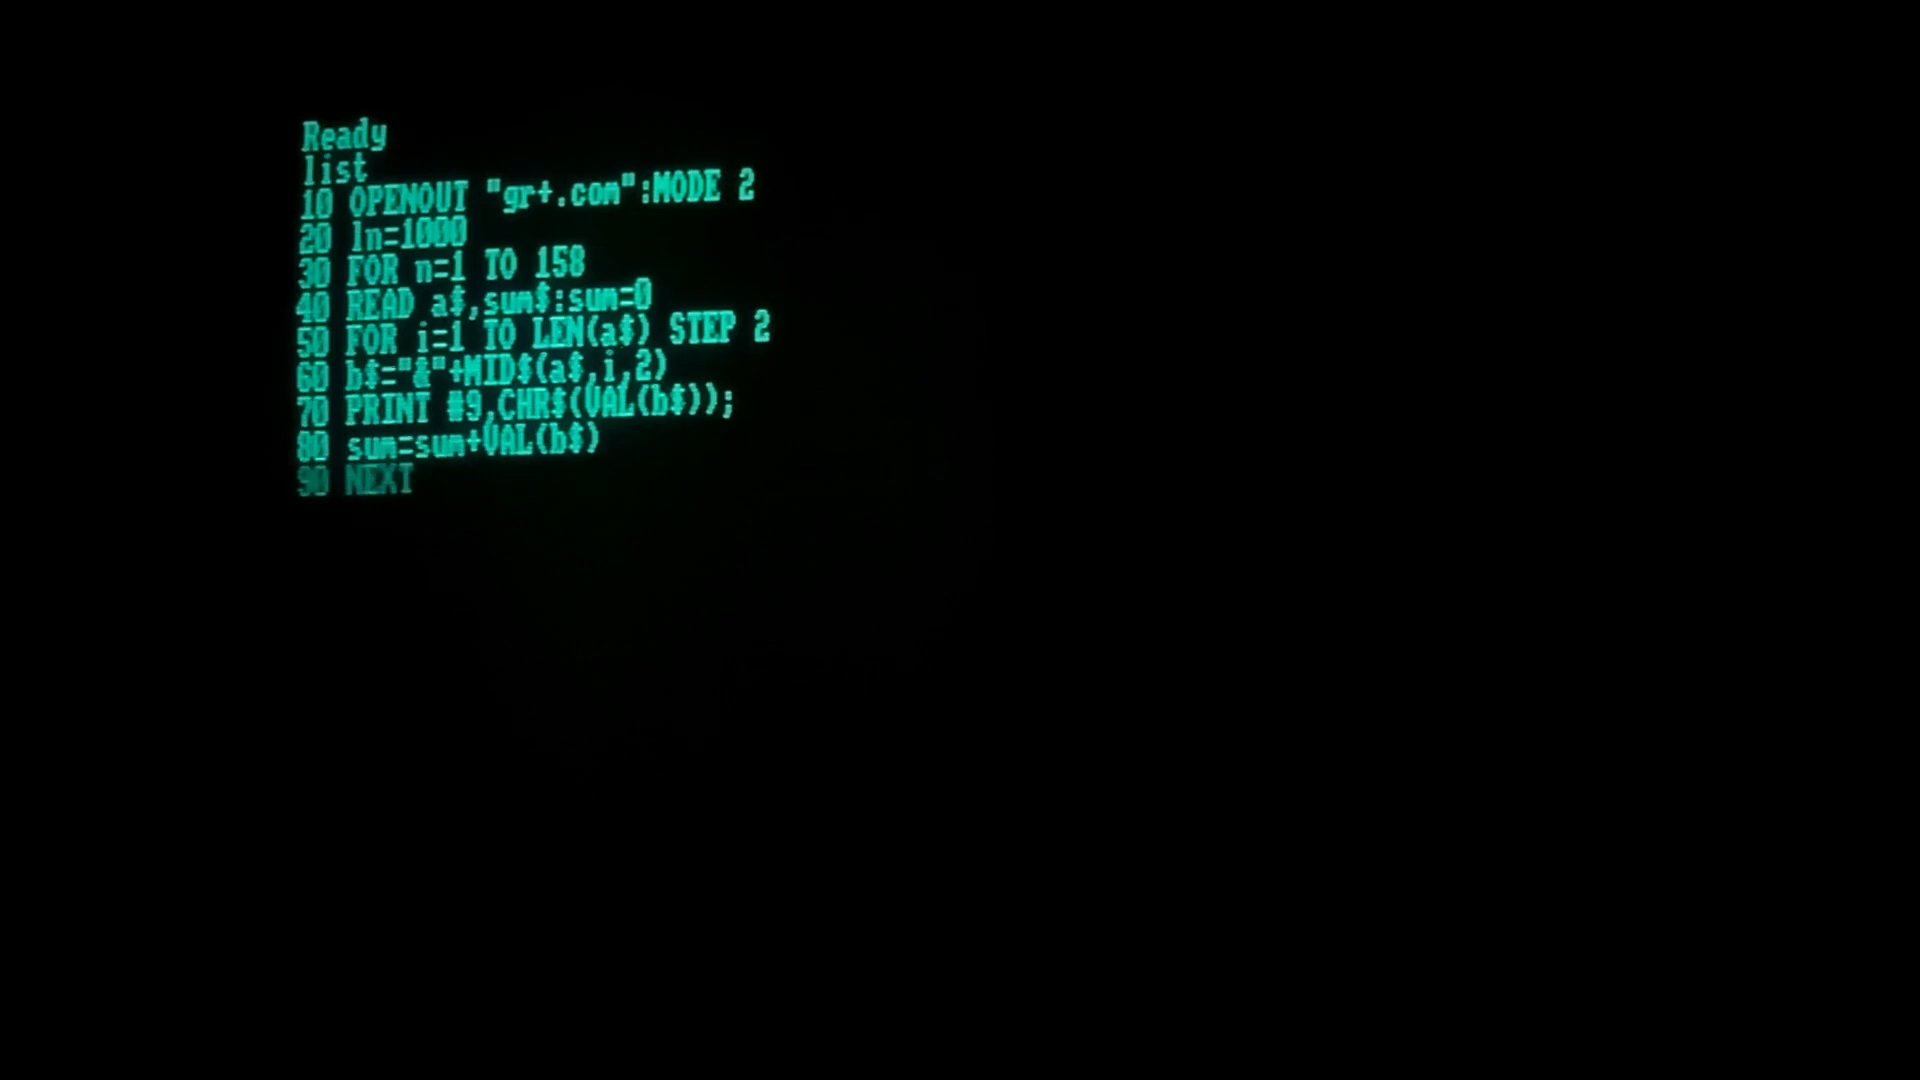 Ready
list
10 OPENOUT "gr+.com":MODE 2
20 ln=1000
30 FOR n=1 TO 158
40 READ a$,sum$:sum=0
50 FOR i=1 TO LEN(a$) STEP 2
60 b$="&"+MID$(a$,i,2)
70 PRINT #9,CHR$(VAL(b$));
80 sum=sum+VAL(b$)
90 NEXT